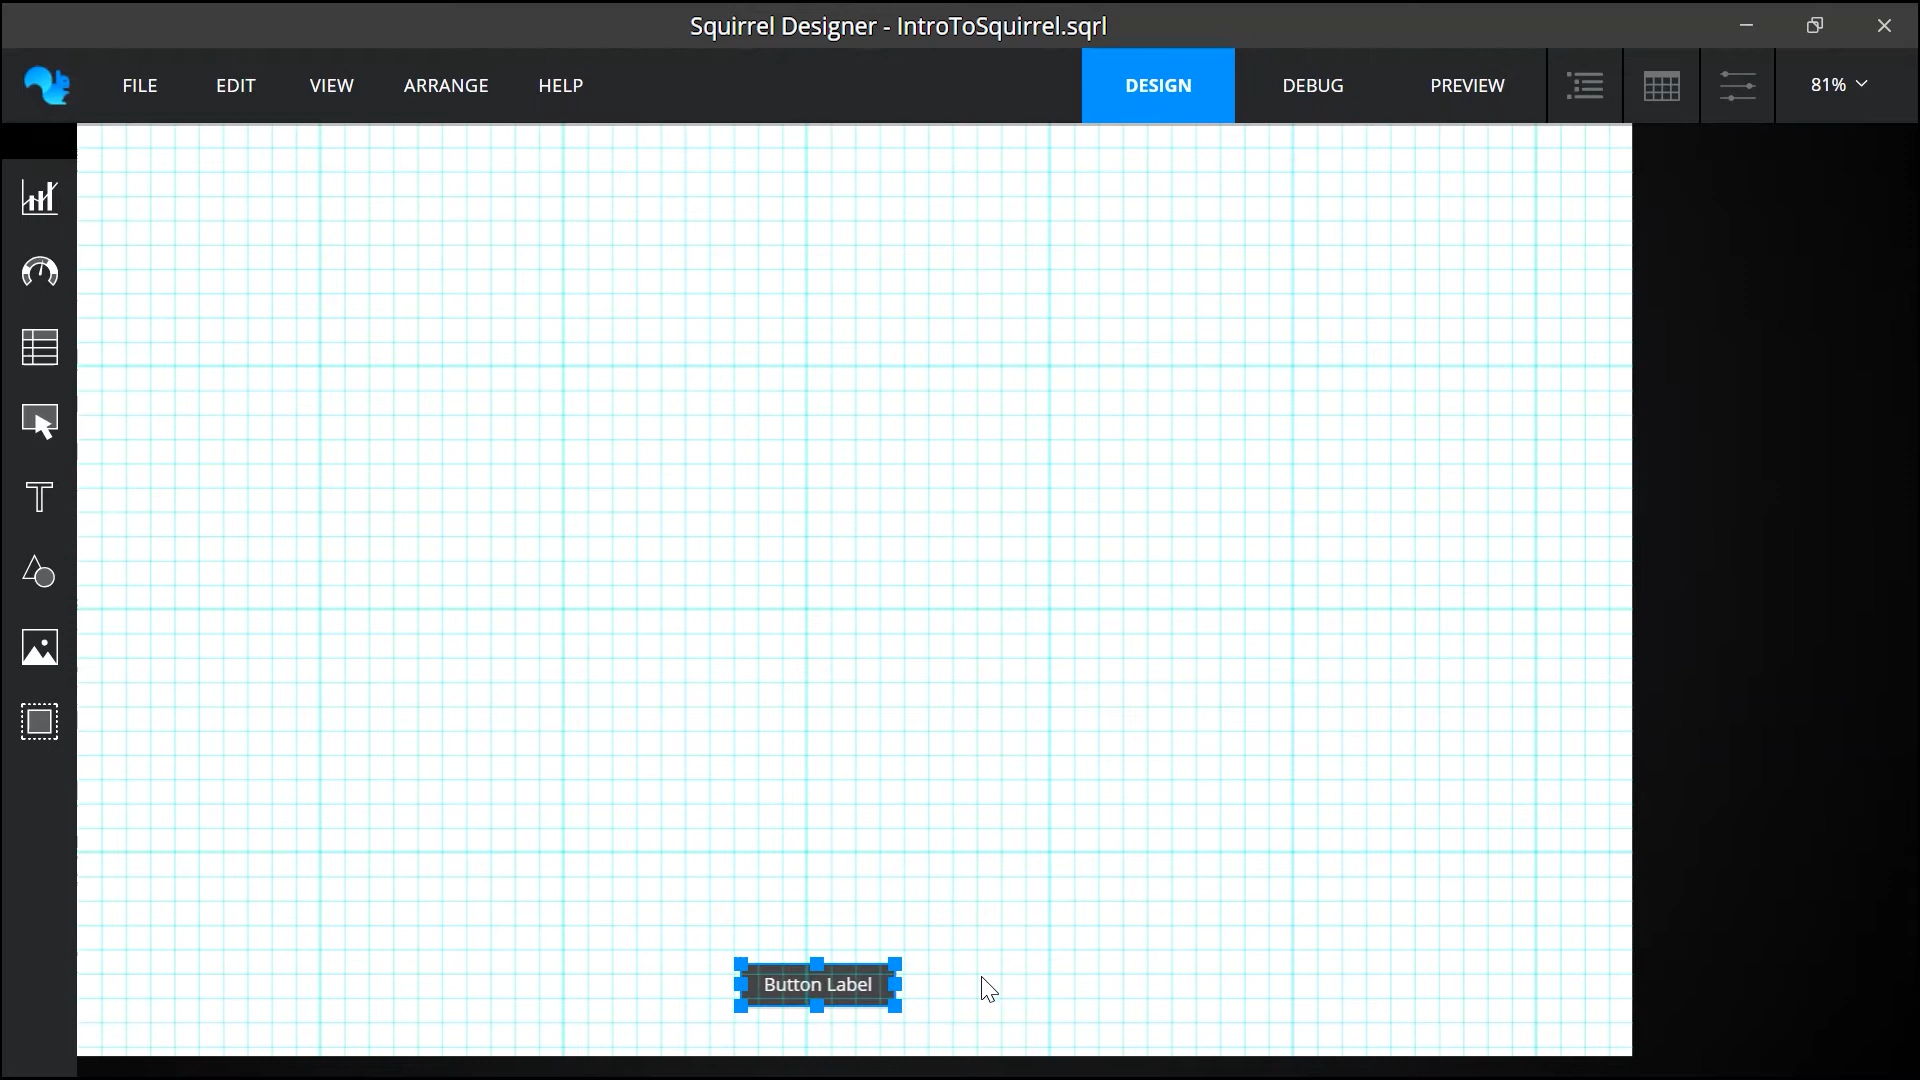 Squirrel Designer - IntroToSquirrel.sqrl
FILE EDIT VIEW ARRANGE HELP DESIGN DEBUG PREVIEW 81%
Button Label